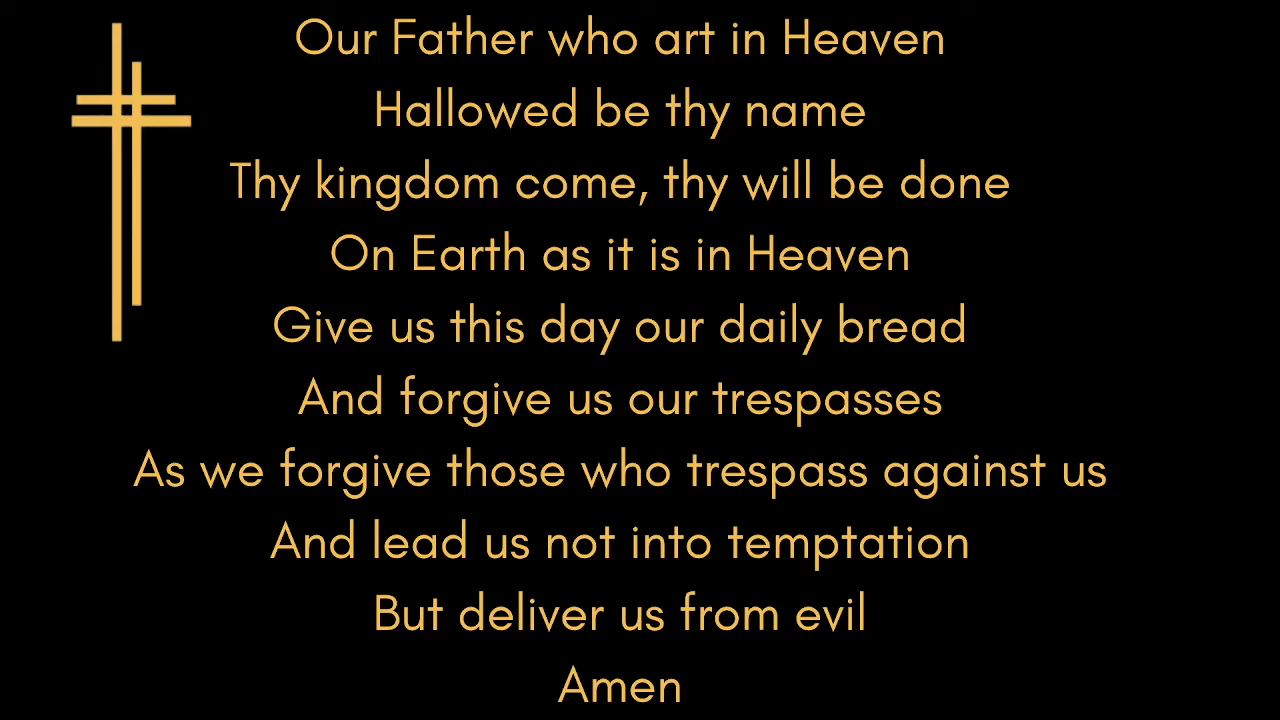 Our Father who art in Heaven
Hallowed be thy name
Thy kingdom come, thy will be done
On Earth as it is in Heaven
Give us this day our daily bread
And forgive us our trespasses
As we forgive those who trespass against us
And lead us not into temptation
But deliver us from evil
Amen